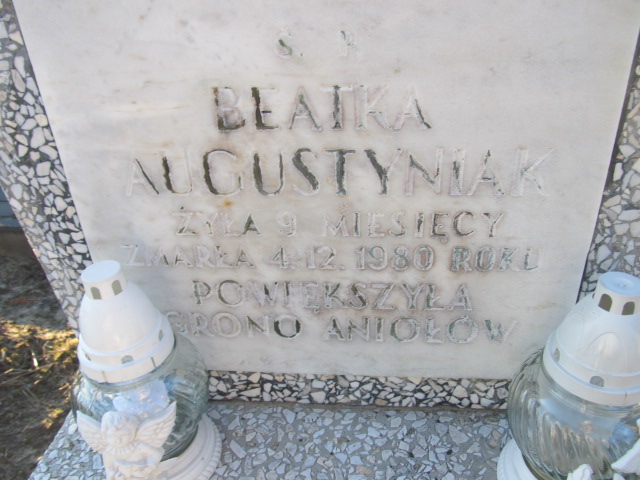 Ś. P.
BEATKA
AUGUSTYNIAK
ŻYŁA 9 MIESIĘCY
ZMARŁA 4-12. 1980 ROKU
POWIĘKSZYŁA
GRONO ANIOŁÓW